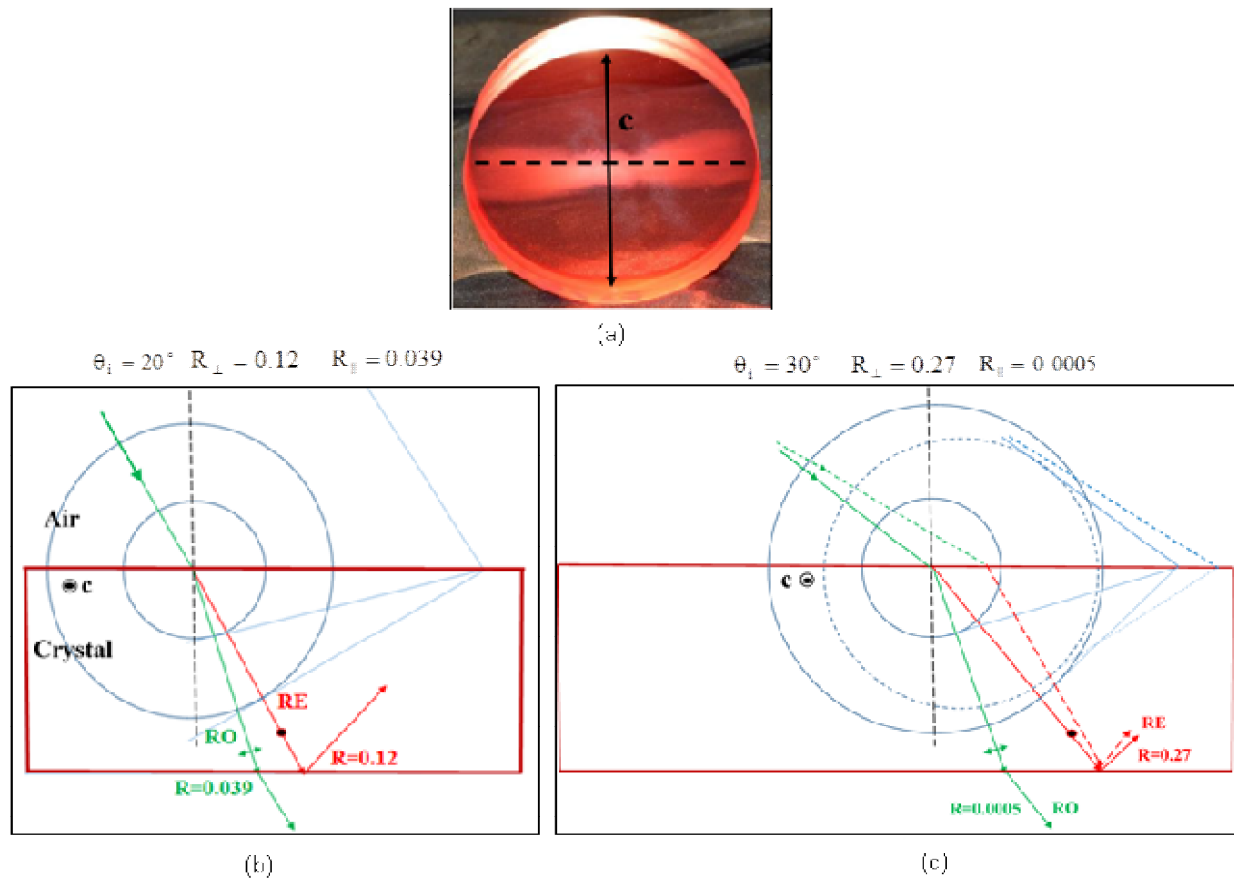 c
(a)
θi = 20° R⊥ = 0.12 R∥ = 0.039
Air
c
Crystal
RE
RO
R=0.12
R=0.039
(b)
θi = 30° R⊥ = 0.27 R∥ = 0.0005
c
RE
R=0.27
R=0.0005 RO
(c)